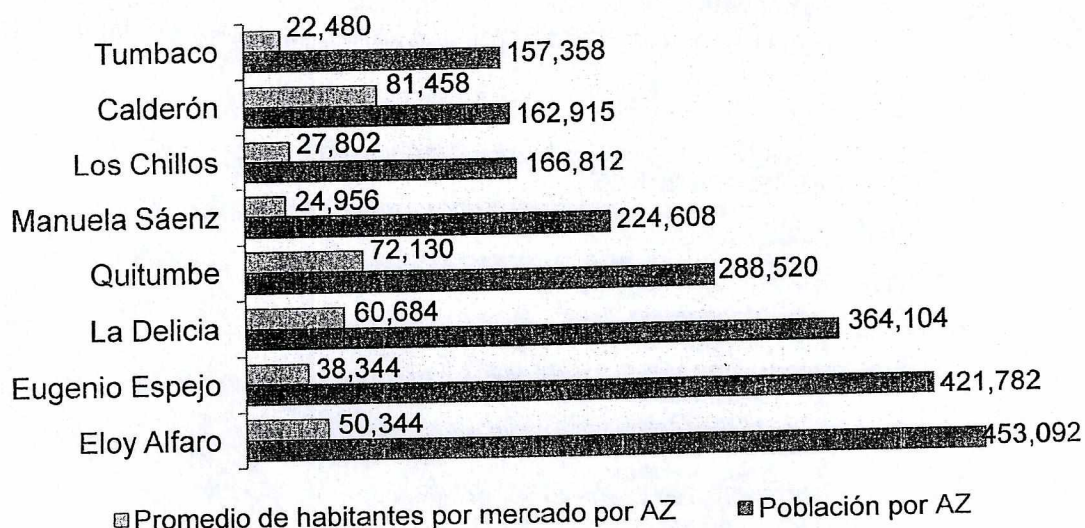 22,480
Tumbaco 157,358
81,458
Calderón 162,915
27,802
Los Chillos 166,812
24,956
Manuela Sáenz 224,608
72,130
Quitumbe 288,520
60,684
La Delicia 364,104
38,344
Eugenio Espejo 421,782
50,344
Eloy Alfaro 453,092
Promedio de habitantes por mercado por AZ Población por AZ